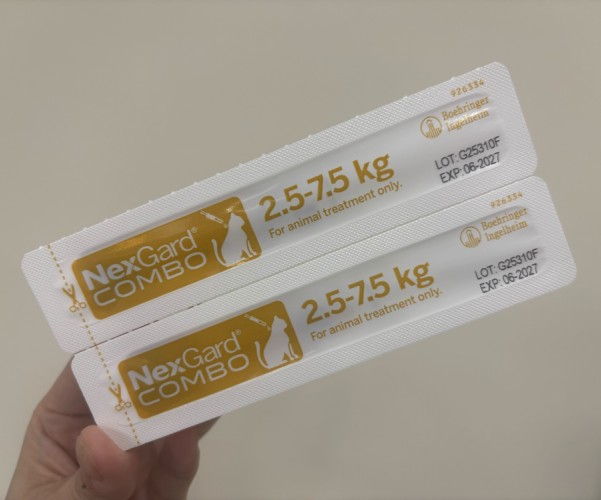 926334
Boehringer
Ingelheim
LOT: G25310F
EXP: 06-2027
2.5-7.5 kg
For animal treatment only.
NexGard®
COMBO
926334
Boehringer
Ingelheim
LOT: G25310F
EXP: 06-2027
2.5-7.5 kg
For animal treatment only.
NexGard®
COMBO